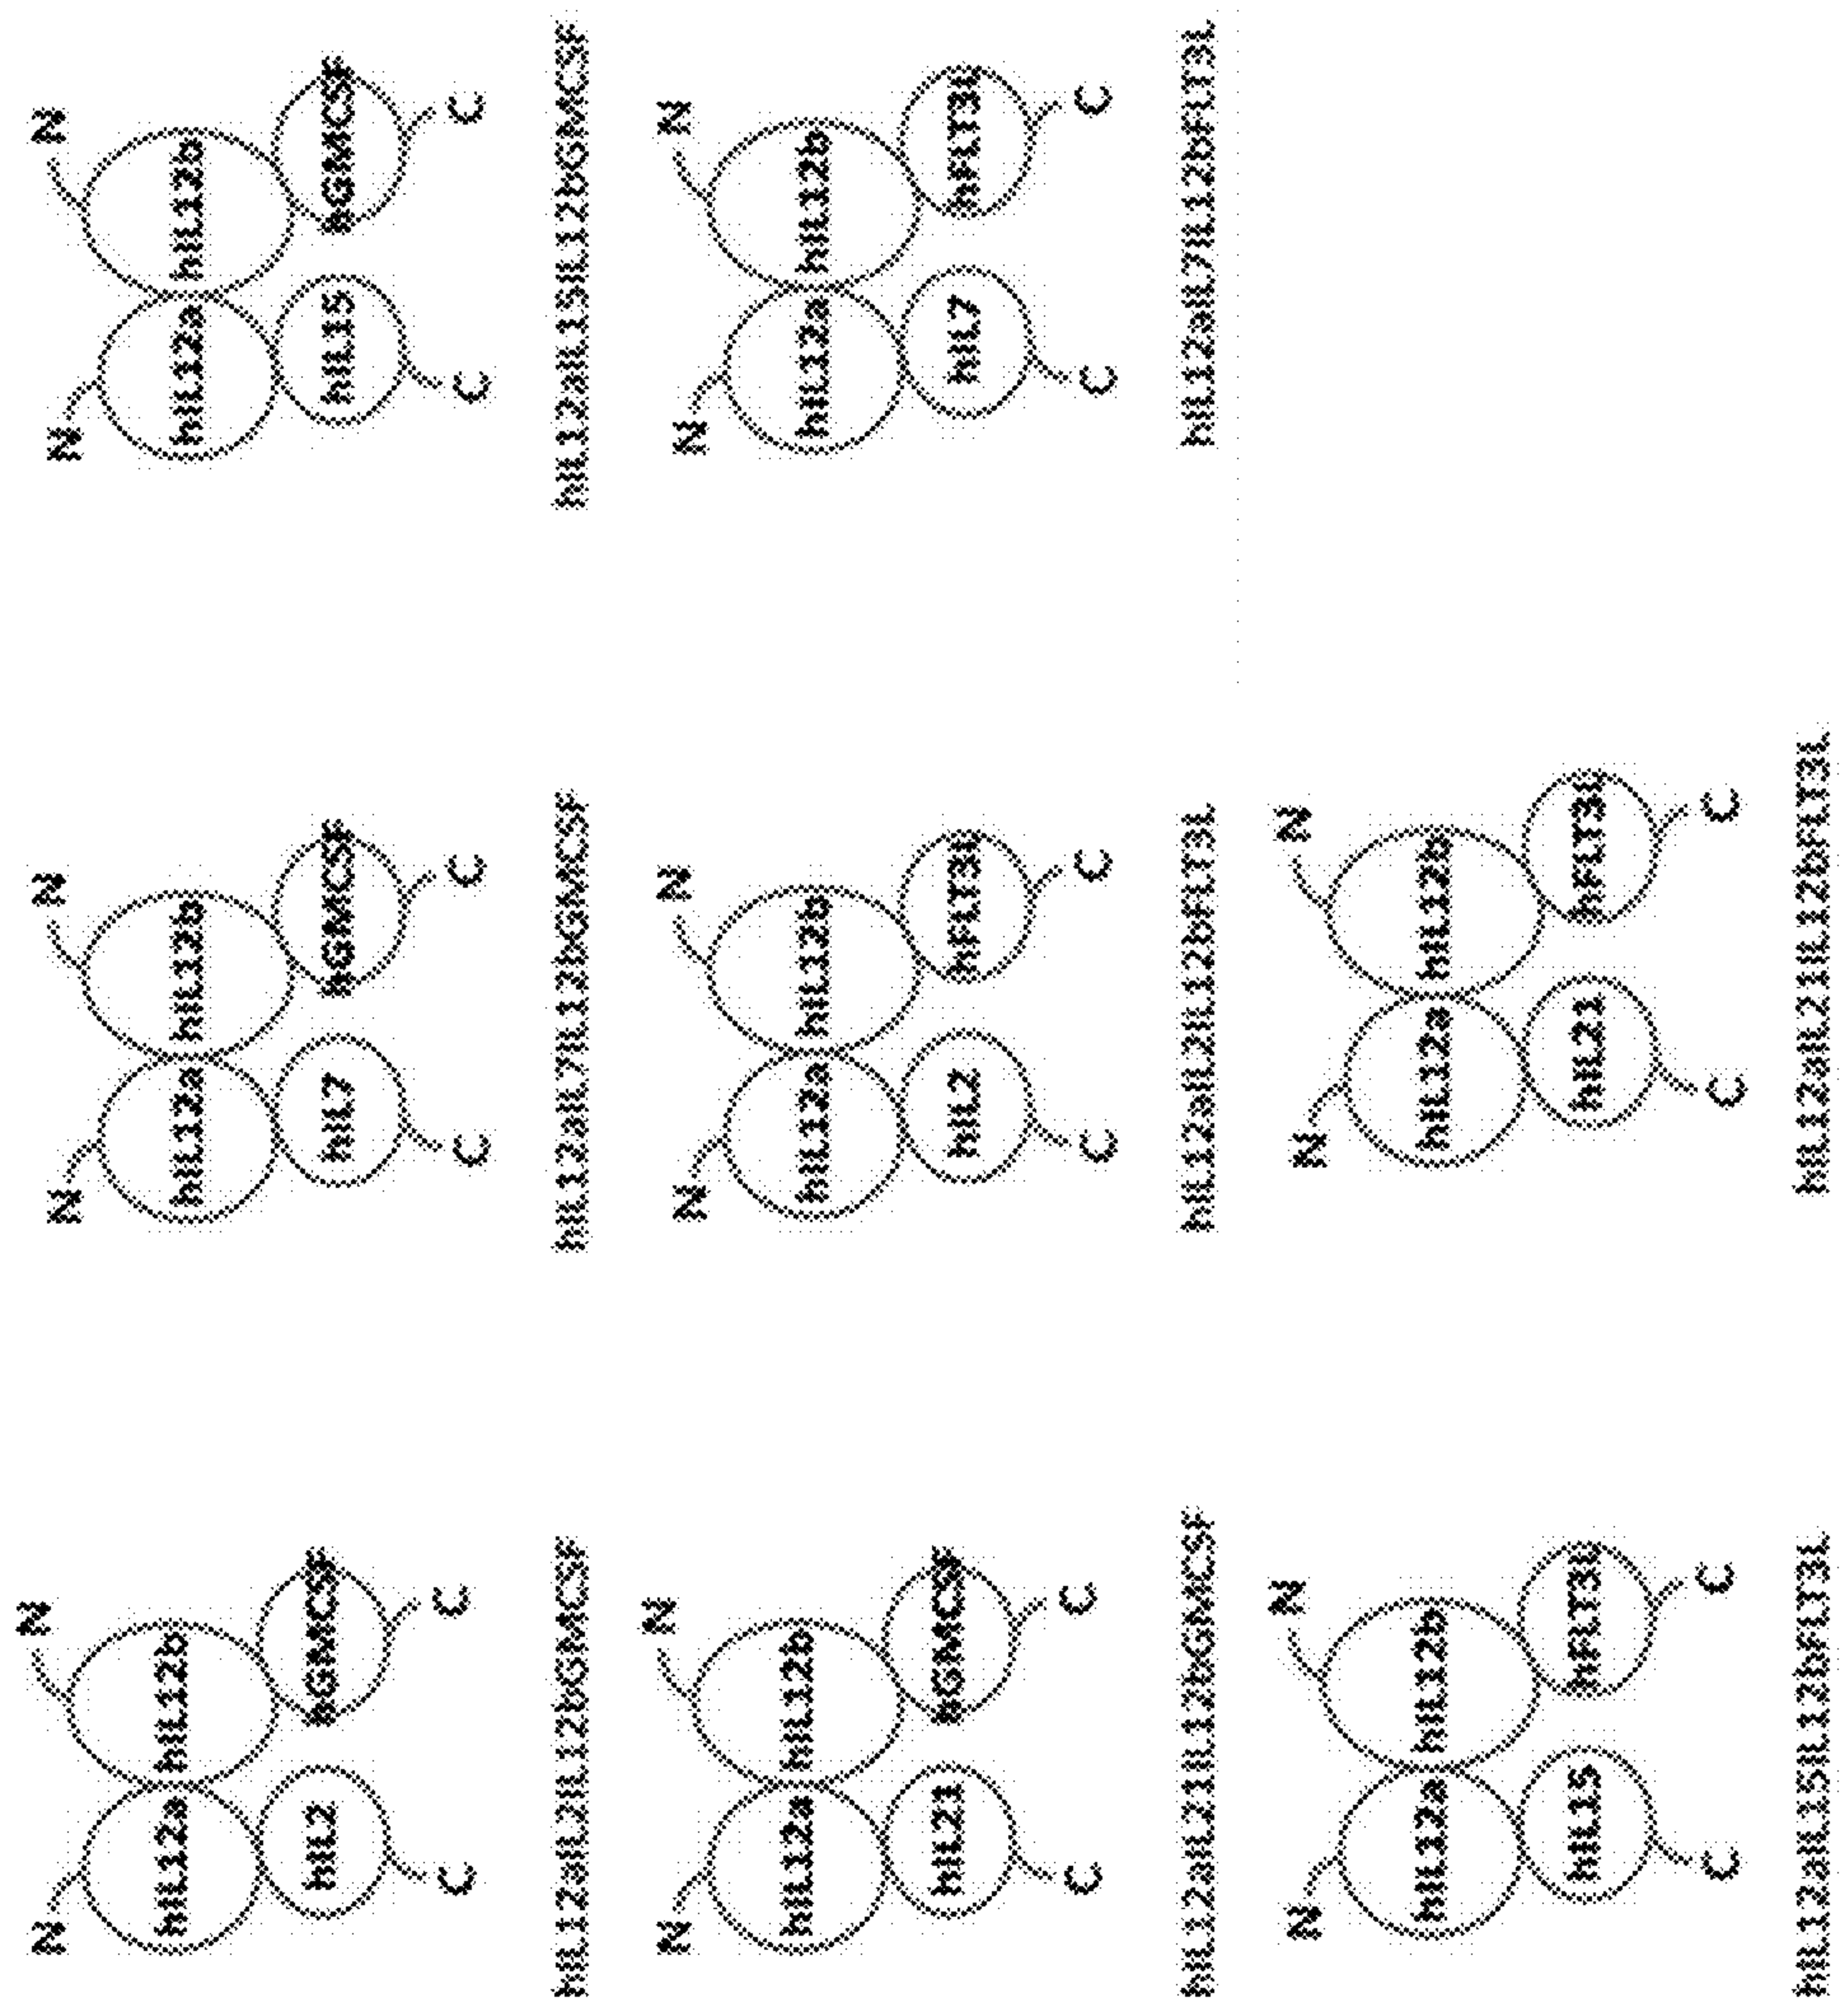 N N
hIL12a hIL12b
hIL2 hGMCSF
C C
hIL12aIL2IL12bGMCSF
N N
hIL12a hIL12b
hIL7 hGMCSF
C C
hIL12aIL7IL12bGMCSF
N N
hIL12a hIL12b
hIL15 hGMCSF
C C
hIL12aIL15IL12bGMCSF
N N
hIL12a hIL12b
hIL21 hGMCSF
C C
hIL12aIL21IL12bGMCSF
N N
hIL12a hIL12b
hIL2 hFLT3L
C C
hIL12aIL2IL12bFLT3L
N N
hIL12a hIL12b
hIL7 hFLT3L
C C
hIL12aIL7IL12bFLT3L
N N
hIL12a hIL12b
hIL15 hFLT3L
C C
hIL12aIL15IL12bFLT3L
N N
hIL12a hIL12b
hIL21 hFLT3L
C C
hIL12aIL21IL12bFLT3L